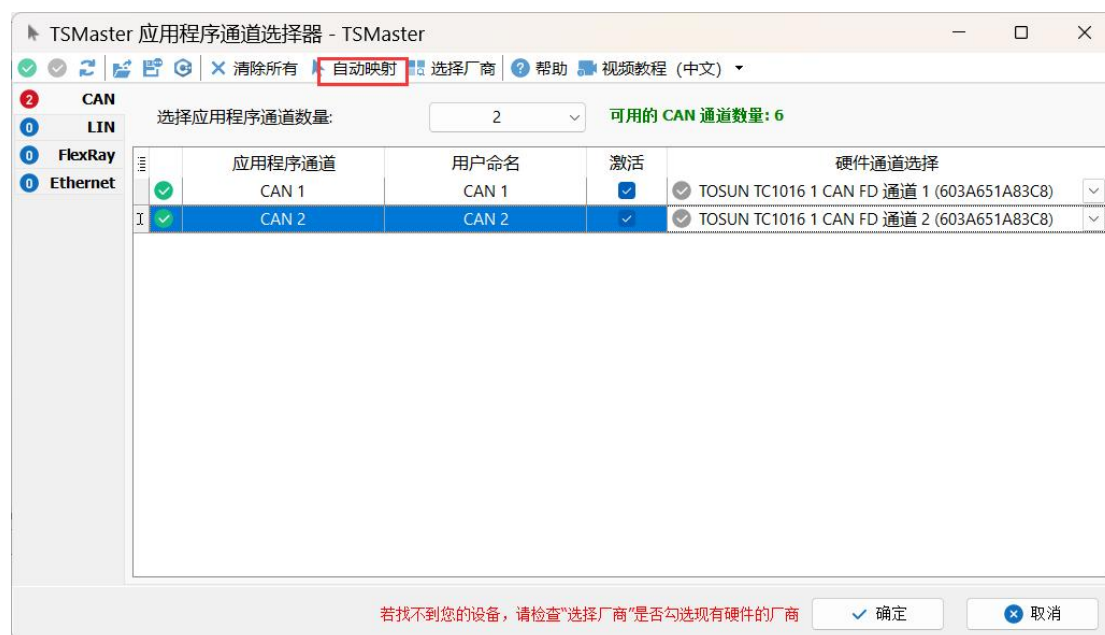 TSMaster 应用程序通道选择器 - TSMaster
清除所有 自动映射 选择厂商 帮助 视频教程 (中文)
2 CAN
0 LIN
0 FlexRay
0 Ethernet
选择应用程序通道数量: 2 可用的 CAN 通道数量: 6
应用程序通道 用户命名 激活 硬件通道选择
CAN 1 CAN 1 TOSUN TC1016 1 CAN FD 通道 1 (603A651A83C8)
CAN 2 CAN 2 TOSUN TC1016 1 CAN FD 通道 2 (603A651A83C8)
若找不到您的设备，请检查"选择厂商"是否勾选现有硬件的厂商 确定 取消